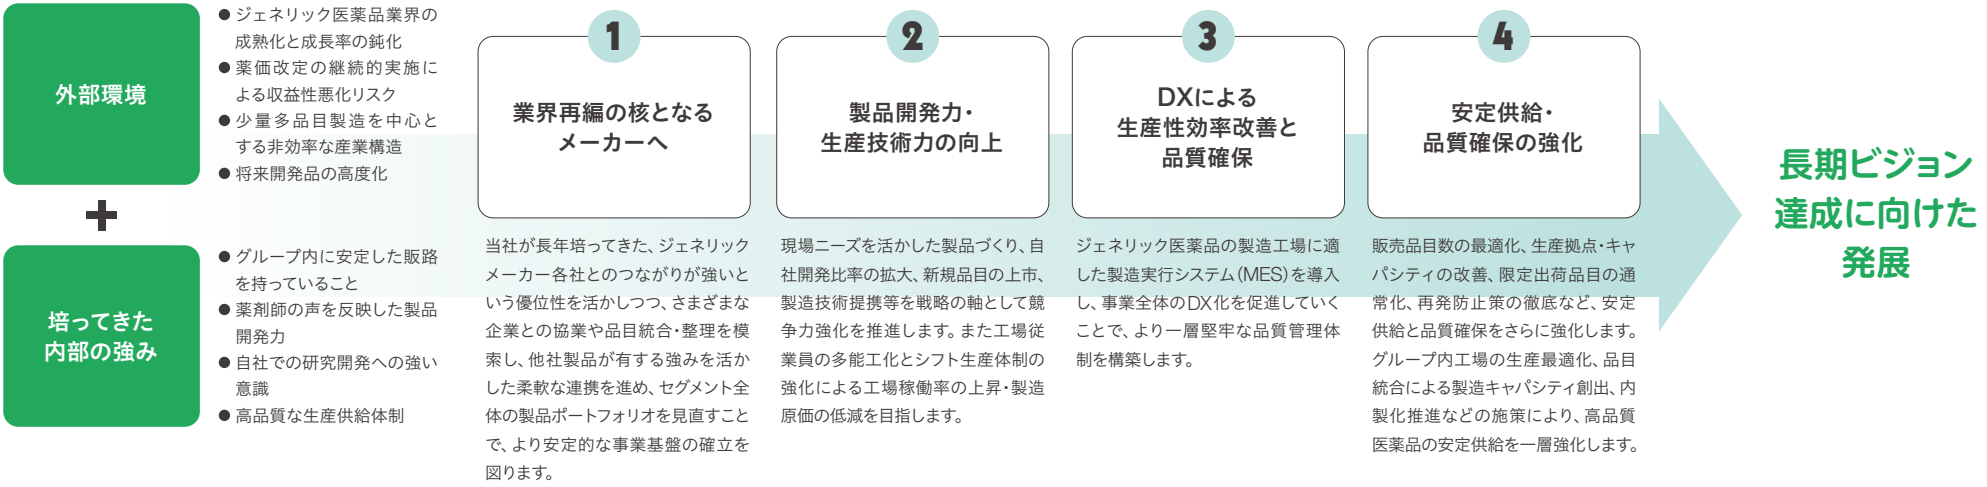 外部環境
●ジェネリック医薬品業界の
成熟化と成長率の鈍化
●薬価改定の継続的実施に
よる収益性悪化リスク
●少量多品目製造を中心と
する非効率な産業構造
●将来開発品の高度化
+
培ってきた
内部の強み
●グループ内に安定した販路
を持っていること
●薬剤師の声を反映した製品
開発力
●自社での研究開発への強い
意識
●高品質な生産供給体制
1
業界再編の核となる
メーカーへ
当社が長年培ってきた、ジェネリック
メーカー各社とのつながりが強いと
いう優位性を活かしつつ、さまざまな
企業との協業や品目統合・整理を模
索し、他社製品が有する強みを活か
した柔軟な連携を進め、セグメント全
体の製品ポートフォリオを見直すこと
で、より安定的な事業基盤の確立を
図ります。
2
製品開発力・
生産技術力の向上
現場ニーズを活かした製品づくり、自
社開発比率の拡大、新規品目の上市、
製造技術提携等を戦略の軸として競
争力強化を推進します。また工場従
業員の多能工化とシフト生産体制の
強化による工場稼働率の上昇・製造
原価の低減を目指します。
3
DXによる
生産性効率改善と
品質確保
ジェネリック医薬品の製造工場に適
した製造実行システム(MES)を導入
し、事業全体のDX化を促進していく
ことで、より一層堅牢な品質管理体
制を構築します。
4
安定供給・
品質確保の強化
販売品目数の最適化、生産拠点・キャ
パシティの改善、限定出荷品目の通
常化、再発防止策の徹底など、安定
供給と品質確保をさらに強化します。
グループ内工場の生産最適化、品目
統合による製造キャパシティ創出、内
製化推進などの施策により、高品質
医薬品の安定供給を一層強化します。
長期ビジョン
達成に向けた
発展